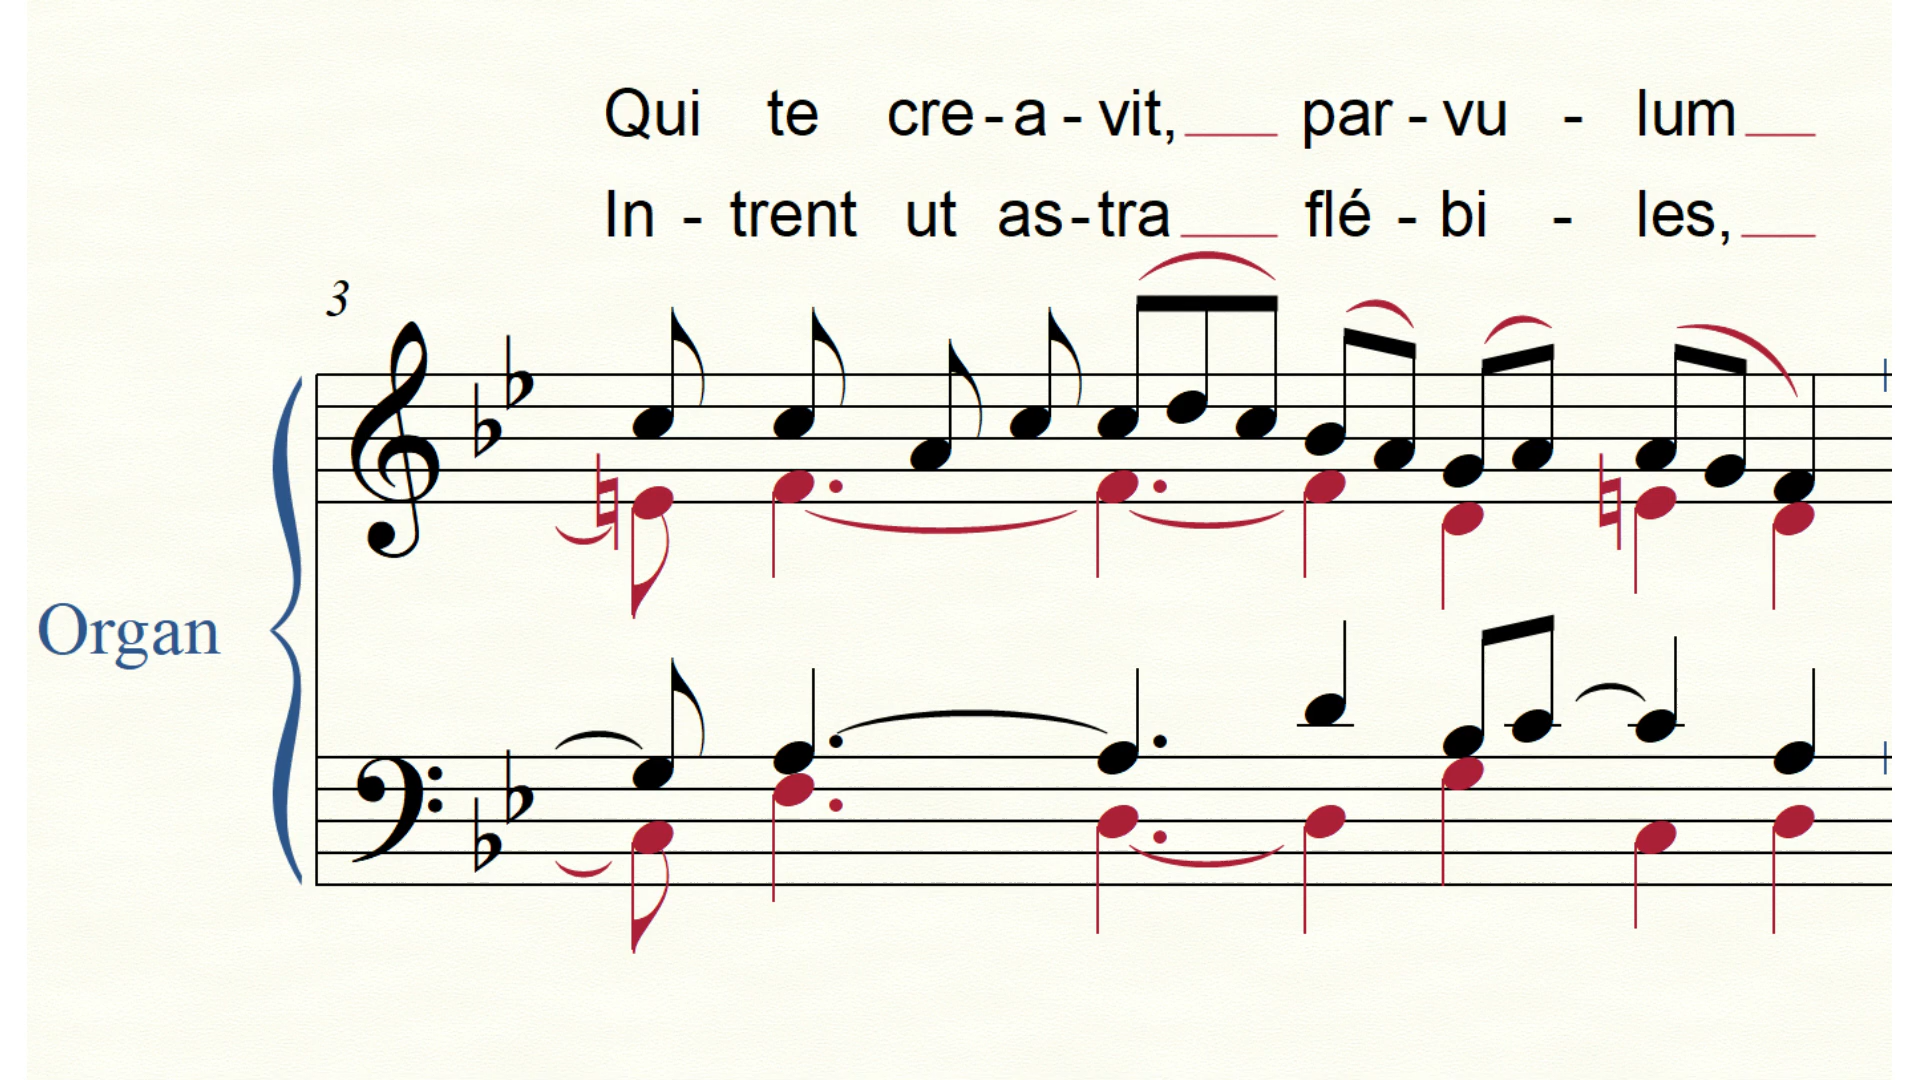 Qui te cre - a - vit, par - vu - lum
In - trent ut as - tra flé - bi - les,
3
Organ